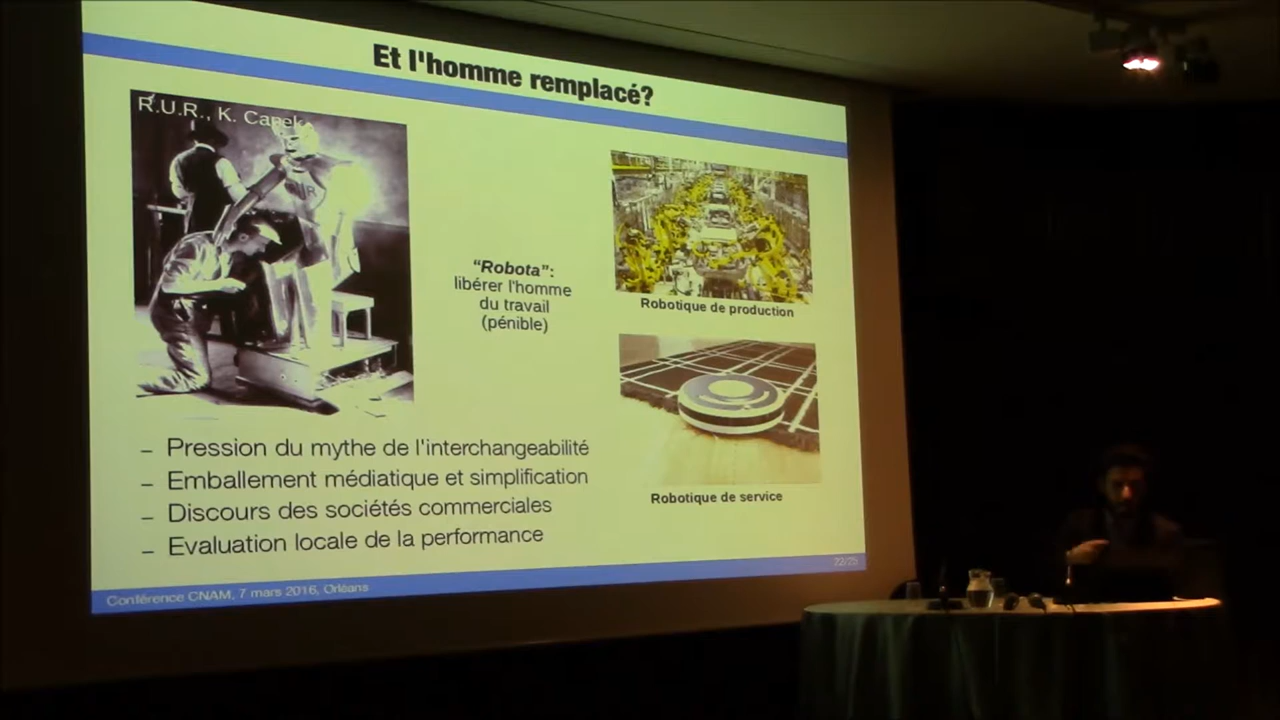 Et l'homme remplacé?
R.U.R., K. Capek
R
“Robota”:
libérer l'homme
du travail
(pénible)
Robotique de production
Robotique de service
– Pression du mythe de l'interchangeabilité
– Emballement médiatique et simplification
– Discours des sociétés commerciales
– Evaluation locale de la performance
22/25
Conférence CNAM, 7 mars 2016, Orléans